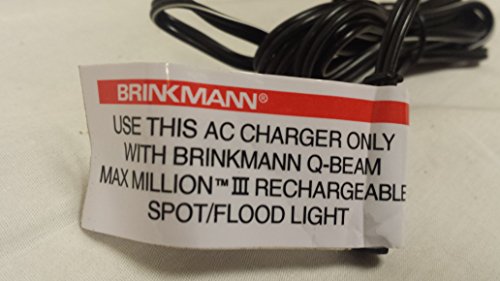 BRINKMANN®
USE THIS AC CHARGER ONLY
WITH BRINKMANN Q-BEAM
MAX MILLION™ III RECHARGEABLE
SPOT/FLOOD LIGHT